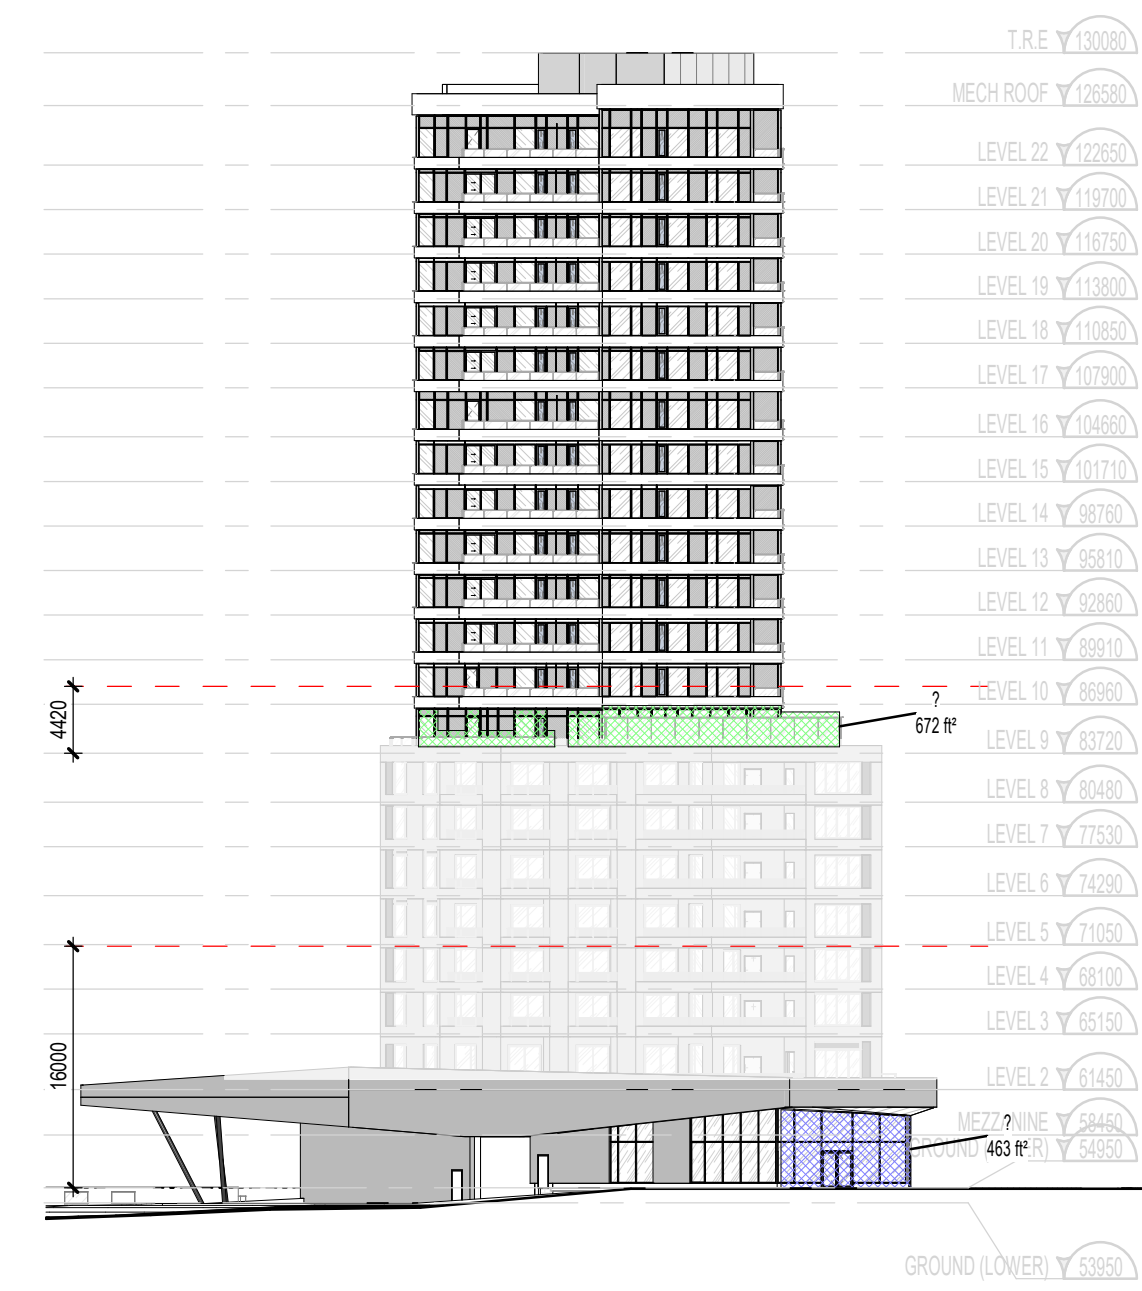 T.R.E 130080
MECH ROOF 126580
LEVEL 22 122650
LEVEL 21 119700
LEVEL 20 116750
LEVEL 19 113800
LEVEL 18 110850
LEVEL 17 107900
LEVEL 16 104660
LEVEL 15 101710
LEVEL 14 98760
LEVEL 13 95810
LEVEL 12 92860
LEVEL 11 89910
LEVEL 10 86960
4420
?
672 ft²
LEVEL 9 83720
LEVEL 8 80480
LEVEL 7 77530
LEVEL 6 74290
LEVEL 5 71050
LEVEL 4 68100
LEVEL 3 65150
16000
LEVEL 2 61450
MEZZANINE 58450
?
463 ft²
GROUND 54950
GROUND (LOWER) 53950